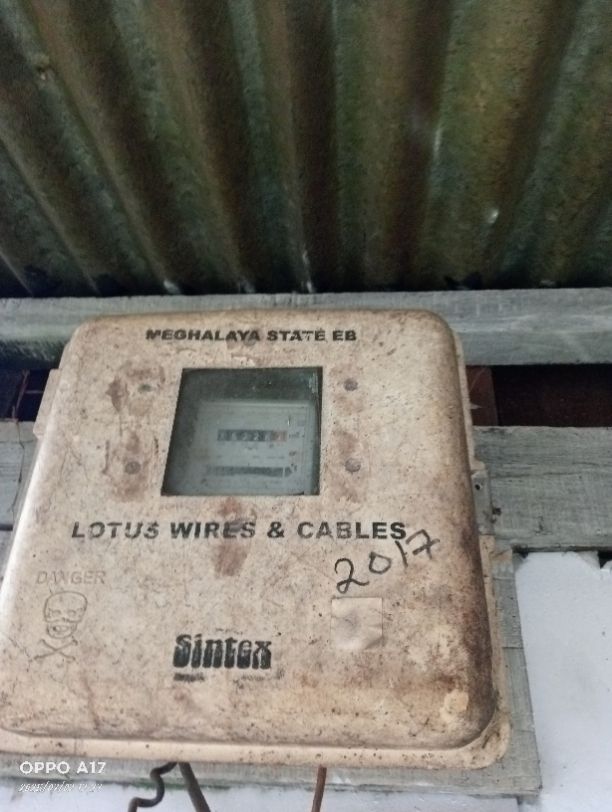 MEGHALAYA STATE EB
LOTUS WIRES & CABLES
2017
DANGER
Sintex
OPPO A17